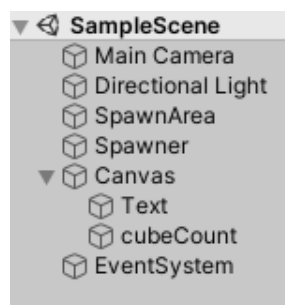 SampleScene
Main Camera
Directional Light
SpawnArea
Spawner
Canvas
Text
cubeCount
EventSystem